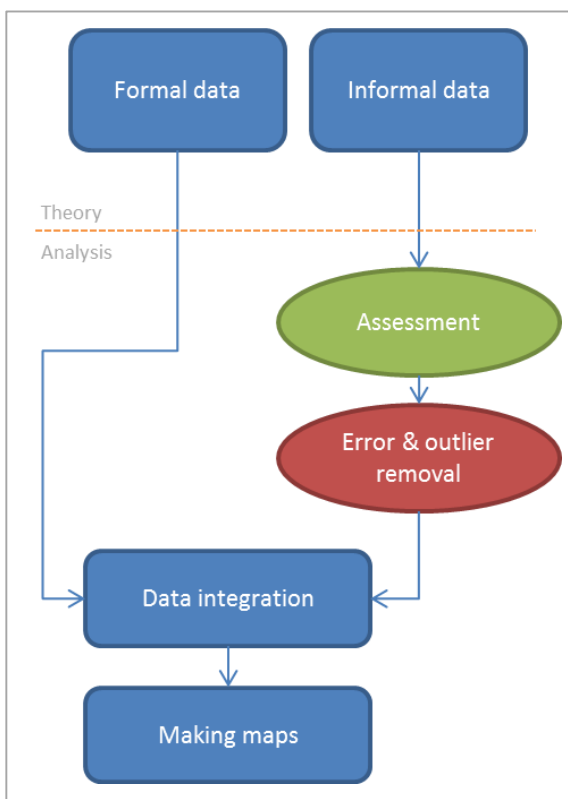 Formal data
Informal data
Theory
Analysis
Assessment
Error & outlier
removal
Data integration
Making maps